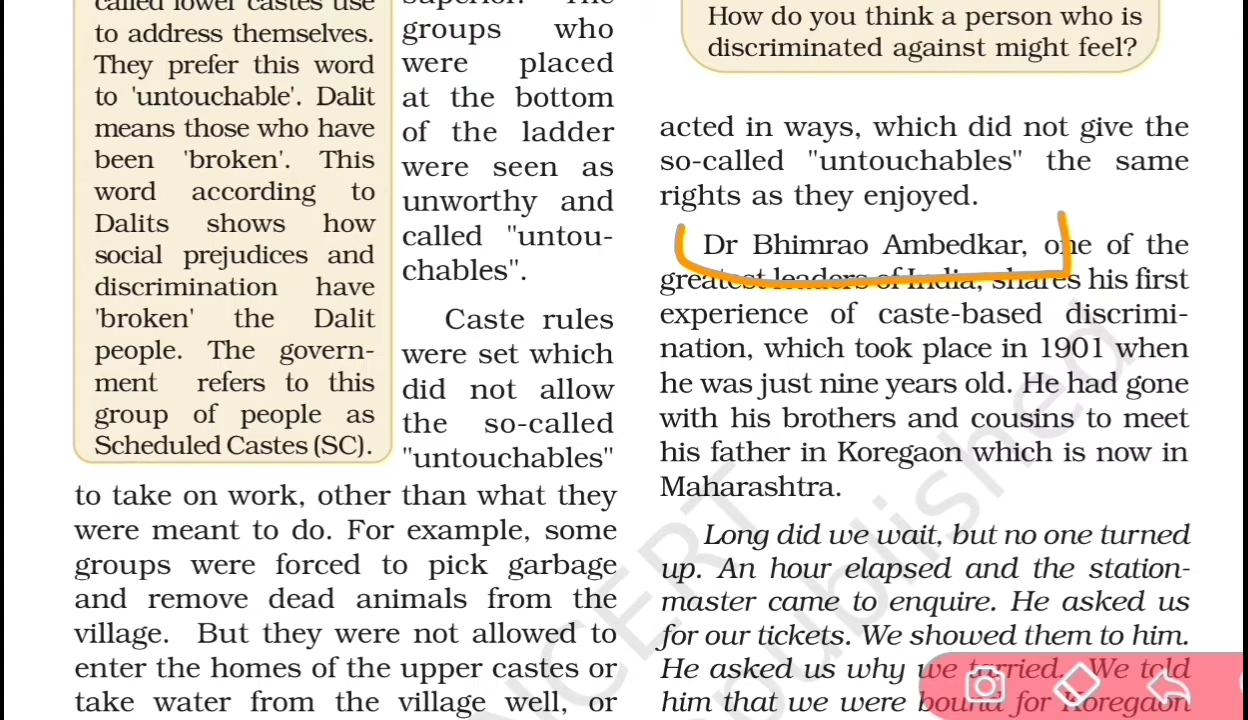 called lower castes use
to address themselves.
They prefer this word
to 'untouchable'. Dalit
means those who have
been 'broken'. This
word according to
Dalits shows how
social prejudices and
discrimination have
'broken' the Dalit
people. The govern-
ment refers to this
group of people as
Scheduled Castes (SC).
superior. The
groups who
were placed
at the bottom
of the ladder
were seen as
unworthy and
called "untou-
chables".
Caste rules
were set which
did not allow
the so-called
"untouchables"
to take on work, other than what they
were meant to do. For example, some
groups were forced to pick garbage
and remove dead animals from the
village. But they were not allowed to
enter the homes of the upper castes or
take water from the village well, or
How do you think a person who is
discriminated against might feel?
acted in ways, which did not give the
so-called "untouchables" the same
rights as they enjoyed.
Dr Bhimrao Ambedkar, one of the
greatest leaders of India, shares his first
experience of caste-based discrimi-
nation, which took place in 1901 when
he was just nine years old. He had gone
with his brothers and cousins to meet
his father in Koregaon which is now in
Maharashtra.
Long did we wait, but no one turned
up. An hour elapsed and the station-
master came to enquire. He asked us
for our tickets. We showed them to him.
He asked us why we tarried. We told
him that we were bound for Koregaon
NCERT
republished